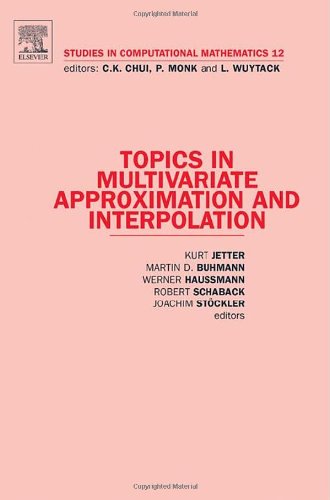 ELSEVIER
STUDIES IN COMPUTATIONAL MATHEMATICS 12
editors: C.K. CHUI, P. MONK and L. WUYTACK
TOPICS IN
MULTIVARIATE
APPROXIMATION AND
INTERPOLATION
KURT JETTER
MARTIN D. BUHMANN
WERNER HAUSSMANN
ROBERT SCHABACK
JOACHIM STÖCKLER
editors